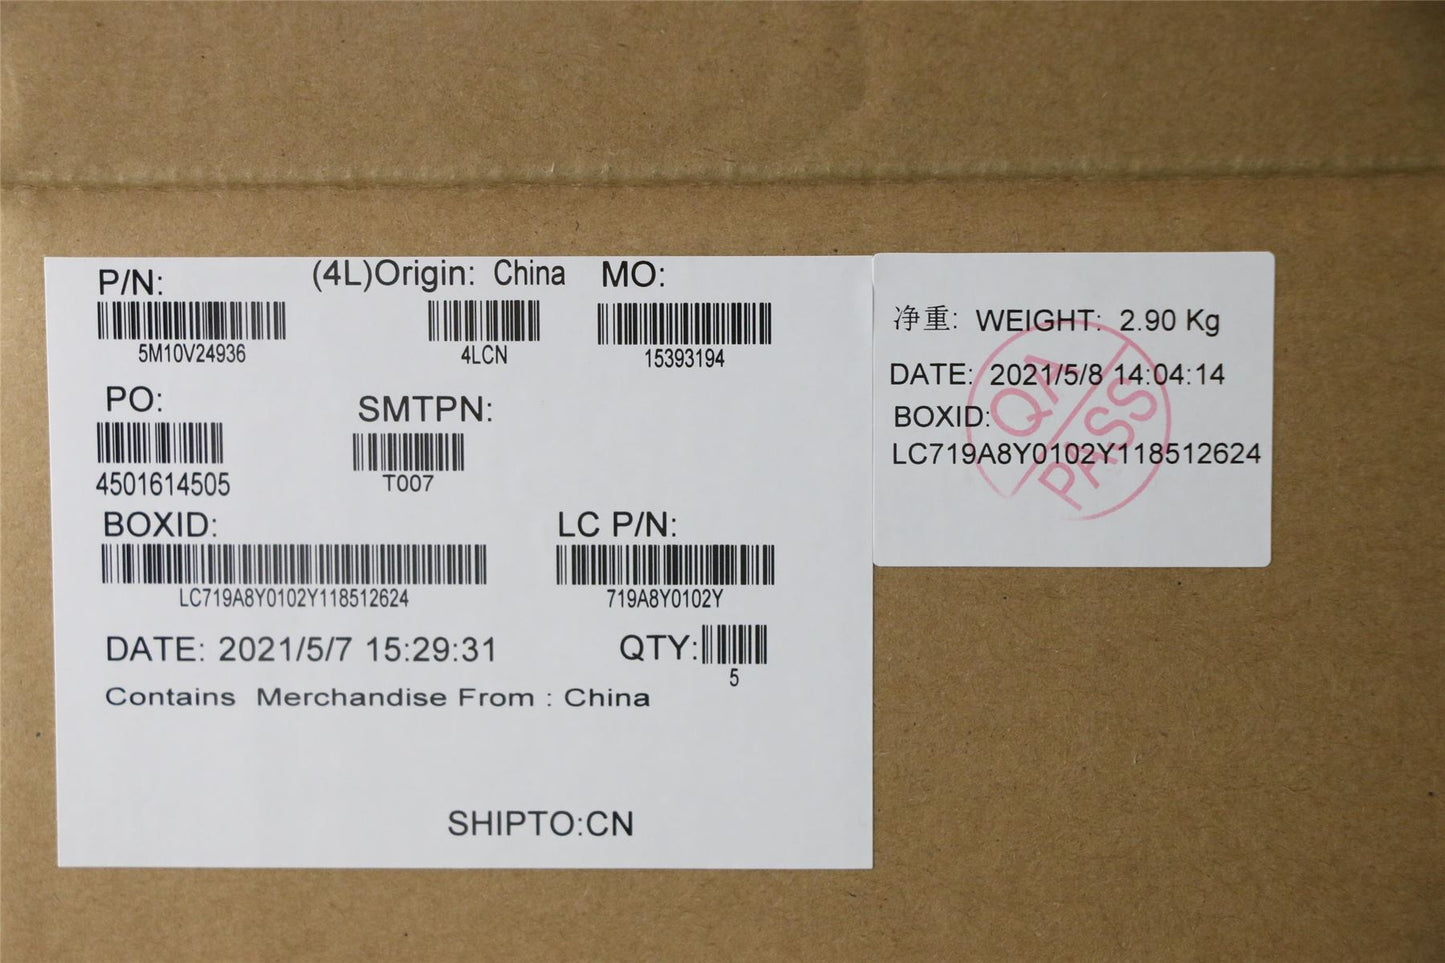 P/N:
(4L)Origin: China
MO:
5M10V24936
4LCN
15393194
PO:
SMTPN:
4501614505
T007
BOXID:
LC P/N:
LC719A8Y0102Y118512624
719A8Y0102Y
DATE: 2021/5/7 15:29:31
QTY:
5
Contains Merchandise From : China
SHIPTO:CN
净重: WEIGHT: 2.90 Kg
DATE: 2021/5/8 14:04:14
BOXID:
LC719A8Y0102Y118512624
QA
PASS